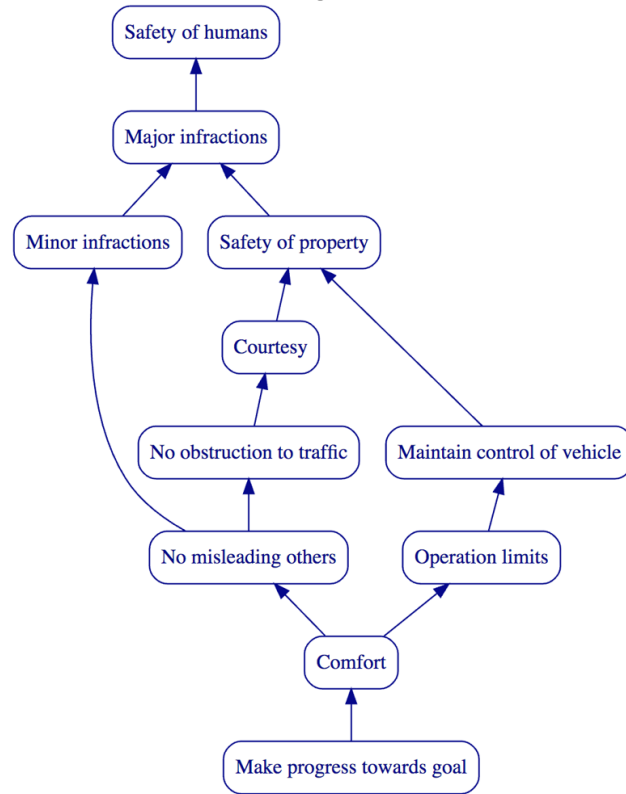 Safety of humans
Major infractions
Minor infractions
Safety of property
Courtesy
No obstruction to traffic
Maintain control of vehicle
No misleading others
Operation limits
Comfort
Make progress towards goal